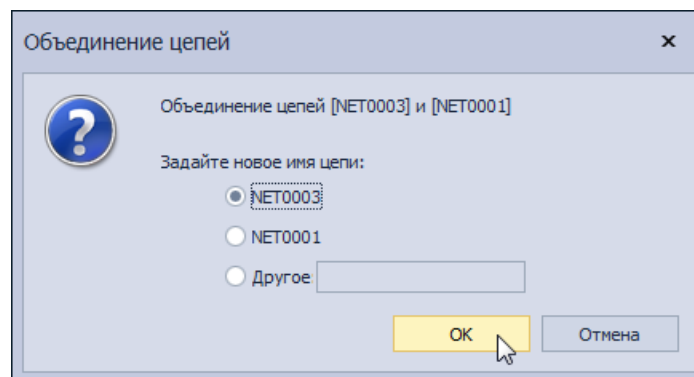 Объединение цепей
Объединение цепей [NET0003] и [NET0001]
Задайте новое имя цепи:
NET0003
NET0001
Другое
OK
Отмена